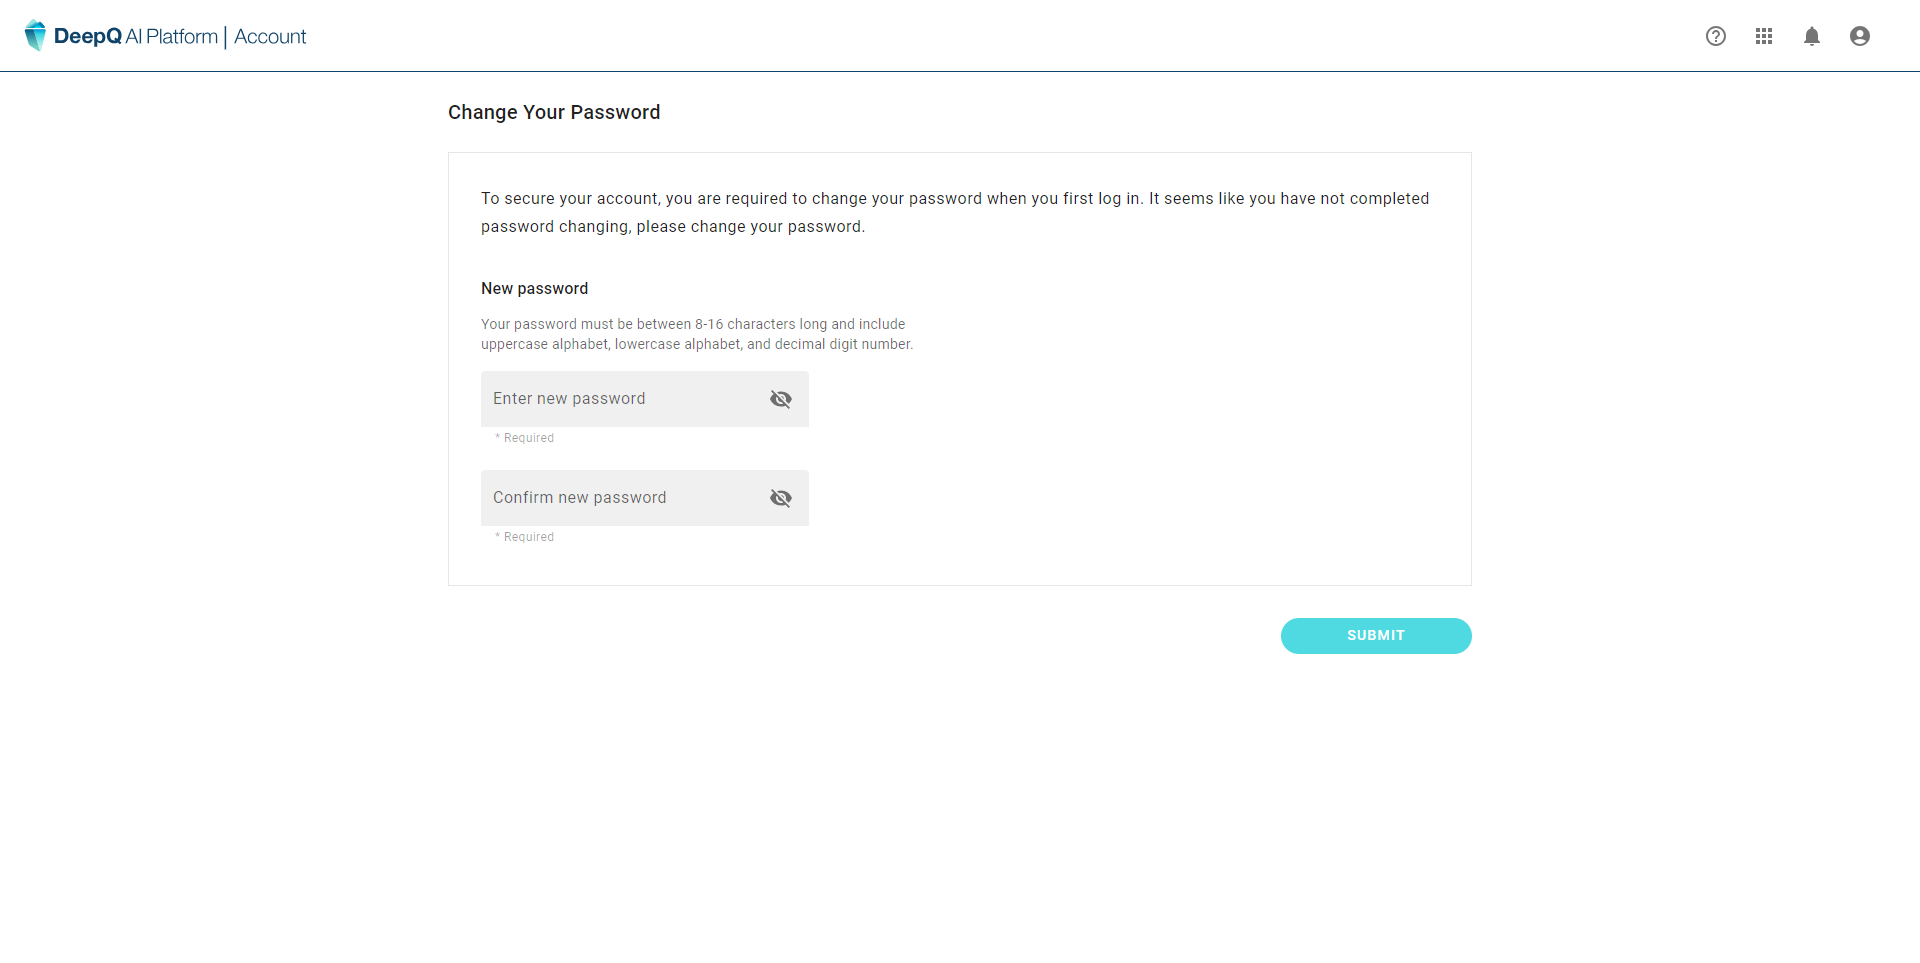 DeepQ AI Platform | Account
Change Your Password
To secure your account, you are required to change your password when you first log in. It seems like you have not completed
password changing, please change your password.
New password
Your password must be between 8-16 characters long and include
uppercase alphabet, lowercase alphabet, and decimal digit number.
Enter new password
* Required
Confirm new password
* Required
SUBMIT